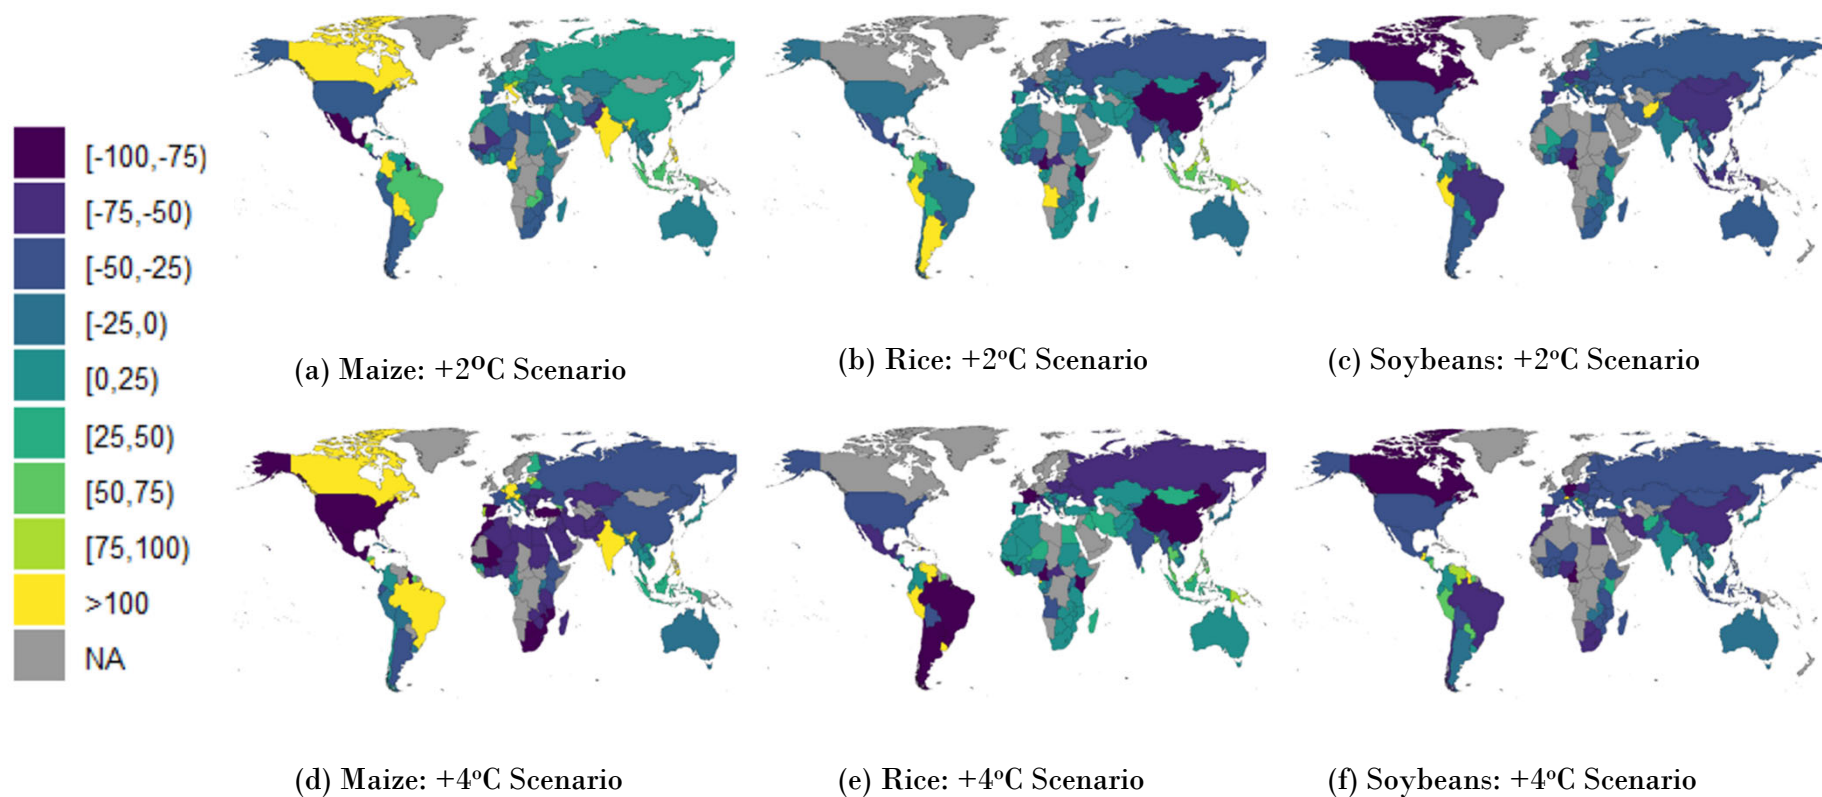 [-100,-75)
[-75,-50)
[-50,-25)
[-25,0)
[0,25)
[25,50)
[50,75)
[75,100)
>100
NA
(a) Maize: +2ºC Scenario
(b) Rice: +2ºC Scenario
(c) Soybeans: +2ºC Scenario
(d) Maize: +4ºC Scenario
(e) Rice: +4ºC Scenario
(f) Soybeans: +4ºC Scenario